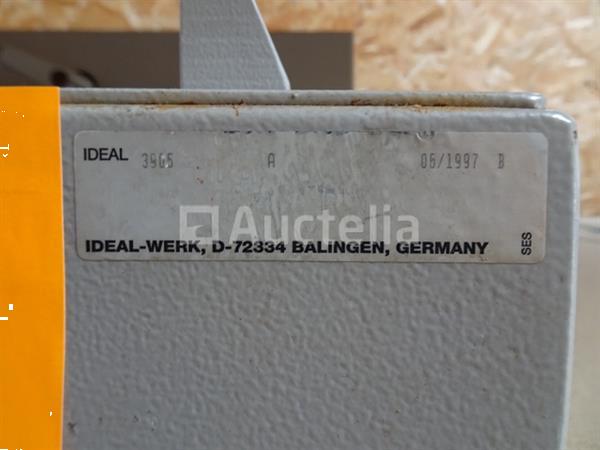 IDEAL 3905 A 06/1997 B
Auctelia
IDEAL-WERK, D-72334 BALINGEN, GERMANY
SES